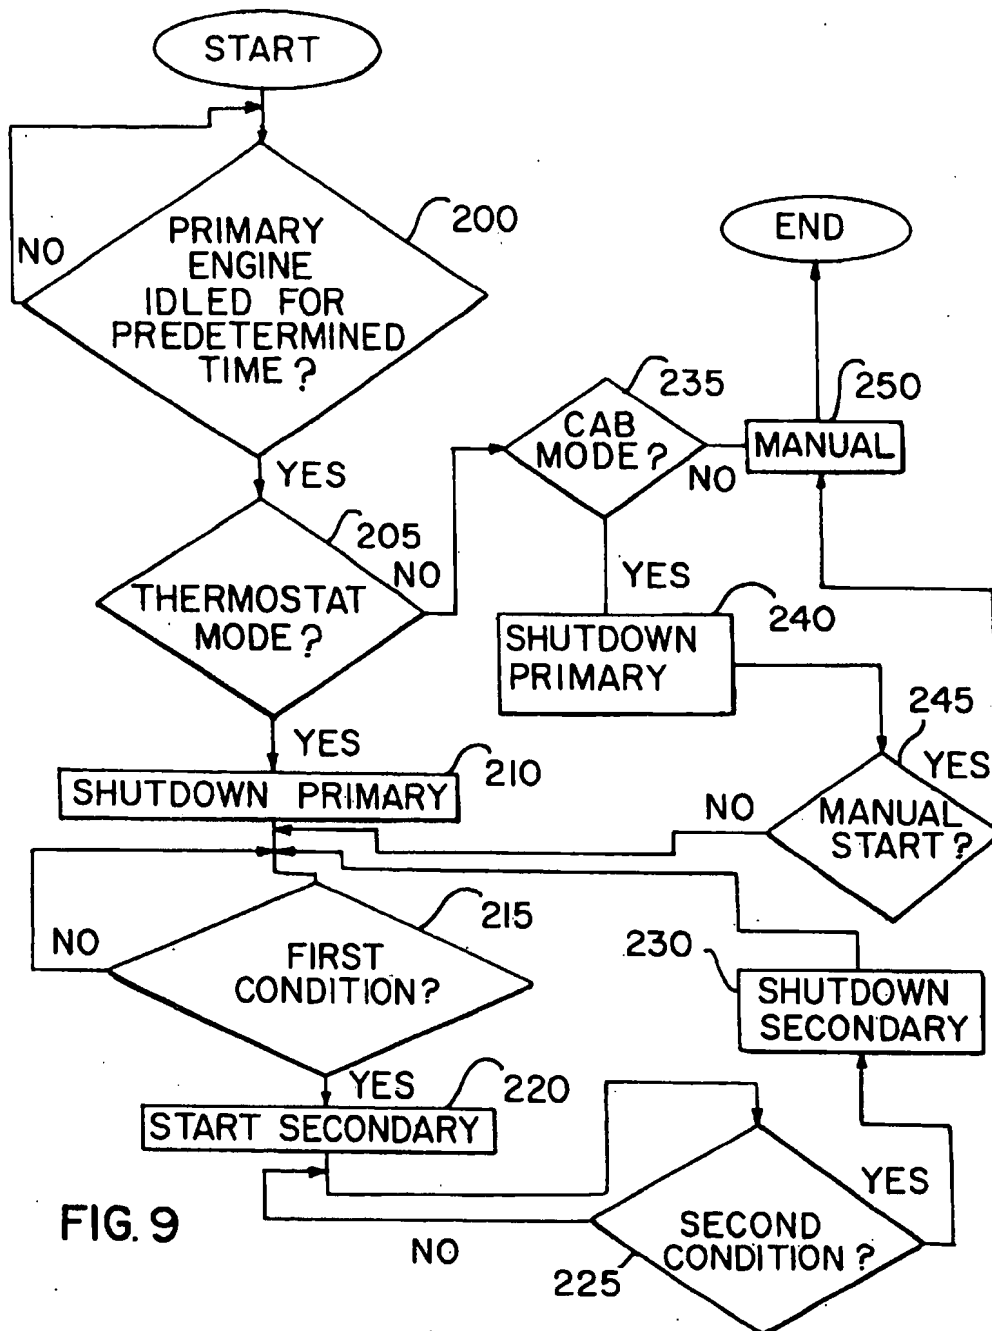 START
200
NO
PRIMARY
ENGINE
IDLED FOR
PREDETERMINED
TIME?
END
235
250
CAB
MODE?
MANUAL
NO
YES
205
NO
YES
THERMOSTAT
MODE?
240
SHUTDOWN
PRIMARY
245
YES
YES
210
SHUTDOWN PRIMARY
NO
MANUAL
START?
215
NO
FIRST
CONDITION?
230
SHUTDOWN
SECONDARY
YES
220
START SECONDARY
YES
SECOND
CONDITION?
NO
225
FIG. 9